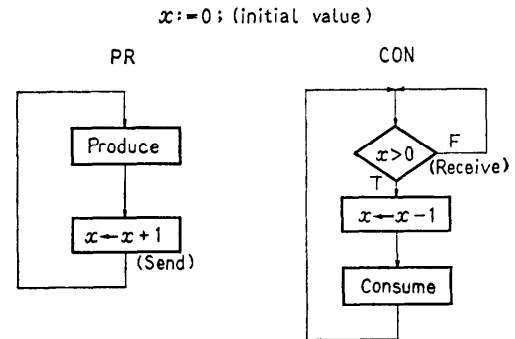 x:=0; (initial value)
PR
Produce
x←x+1
(Send)
CON
x>0
F
(Receive)
T
x←x-1
Consume